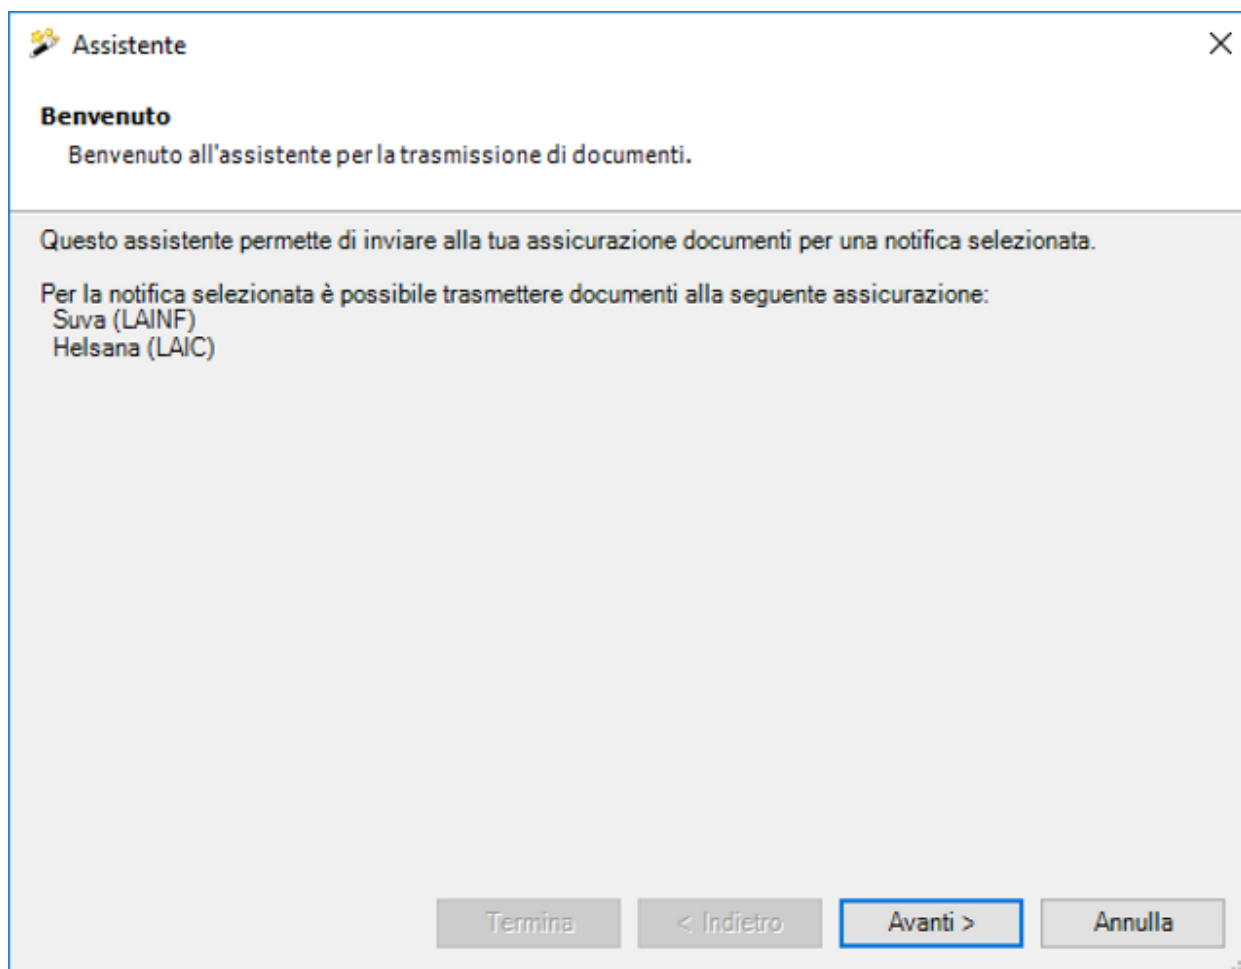 Assistente
Benvenuto
Benvenuto all'assistente per la trasmissione di documenti.
Questo assistente permette di inviare alla tua assicurazione documenti per una notifica selezionata.
Per la notifica selezionata è possibile trasmettere documenti alla seguente assicurazione:
Suva (LAINF)
Helsana (LAIC)
Termina
< Indietro
Avanti >
Annulla